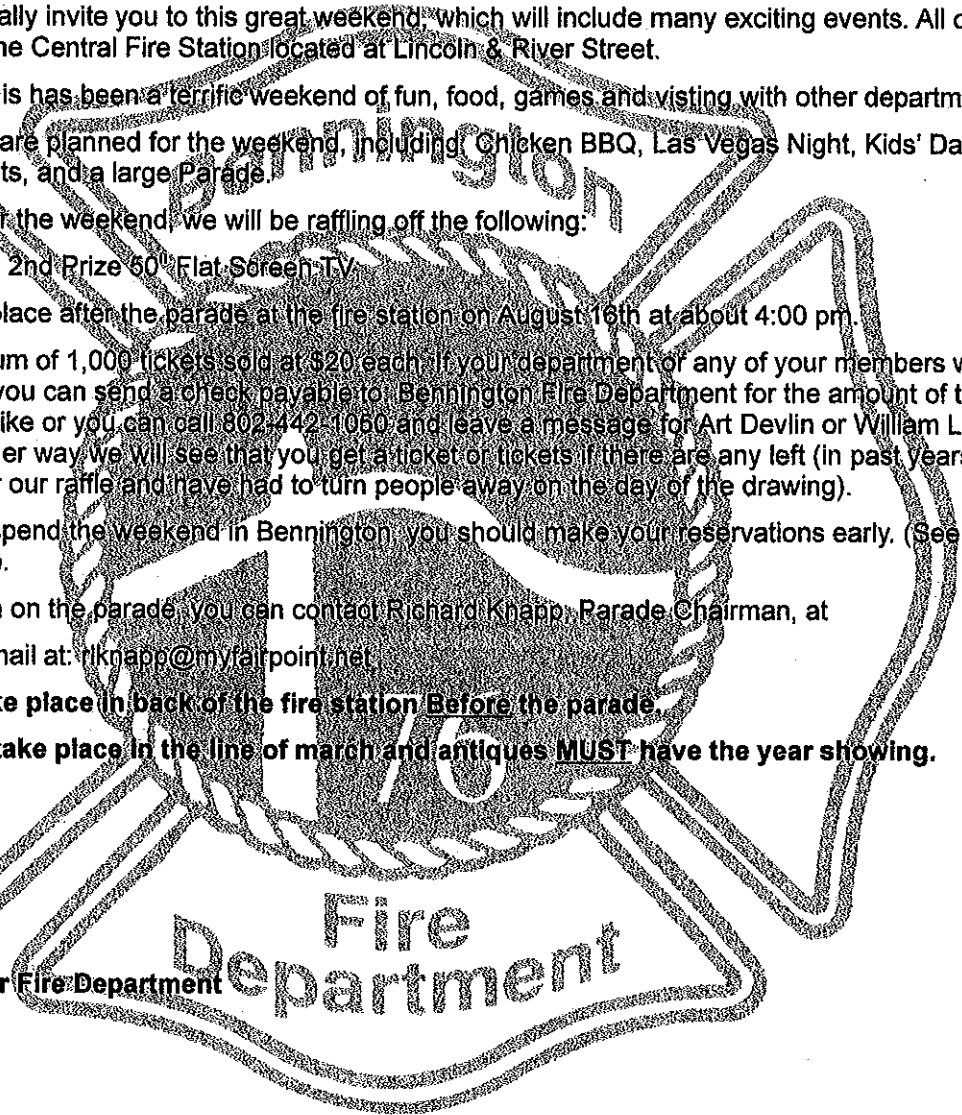 ally invite you to this great weekend, which will include many exciting events. All o
he Central Fire Station located at Lincoln & River Street.
is has been a terrific weekend of fun, food, games and visting with other departm
are planned for the weekend, including: Chicken BBQ, Las Vegas Night, Kids' Da
ts, and a large Parade.
r the weekend, we will be raffling off the following:
2nd Prize 50" Flat Screen TV
place after the parade at the fire station on August 16th at about 4:00 pm.
um of 1,000 tickets sold at $20 each. If your department or any of your members w
you can send a check payable to: Bennington Fire Department for the amount of t
ike or you can call 802-442-1050 and leave a message for Art Devlin or William L
er way we will see that you get a ticket or tickets if there are any left (in past years
r our raffle and have had to turn people away on the day of the drawing).
spend the weekend in Bennington, you should make your reservations early. (See
n on the parade, you can contact Richard Knapp, Parade Chairman, at
nail at: rlknapp@myfairpoint.net
ke place in back of the fire station Before the parade.
take place in the line of march and antiques MUST have the year showing.
r Fire Department
Bennington
76
Fire
Department